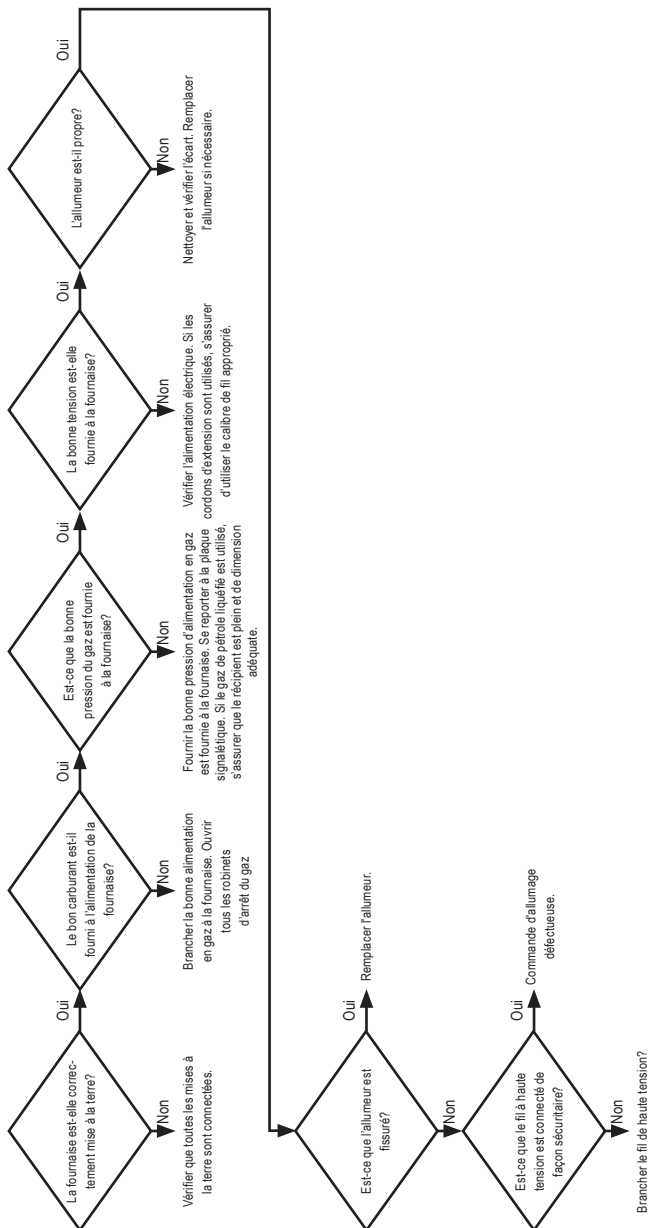 La fournaise est-elle correc-
tement mise à la terre?
Oui
Non
Vérifier que toutes les mises à
la terre sont connectées.
Le bon carburant est-il
fourni à l'alimentation de la
fournaise?
Oui
Non
Brancher la bonne alimentation
en gaz à la fournaise. Ouvrir
tous les robinets
d'arrêt du gaz
Est-ce que la bonne
pression du gaz est fournie
à la fournaise?
Oui
Non
Fournir la bonne pression d'alimentation en gaz
est fournie à la fournaise. Se reporter à la plaque
signalétique. Si le gaz de pétrole liquéfié est utilisé,
s'assurer que le récipient est plein et de dimension
adéquate.
La bonne tension est-elle
fournie à la fournaise?
Oui
Non
Vérifier l'alimentation électrique. Si les
cordons d'extension sont utilisés, s'assurer
d'utiliser le calibre de fil approprié.
L'allumeur est-il propre?
Oui
Non
Nettoyer et vérifier l'écart. Remplacer
l'allumeur si nécessaire.
Est-ce que l'allumeur est
fissuré?
Oui
Remplacer l'allumeur.
Non
Est-ce que le fil à haute
tension est connecté de
façon sécuritaire?
Oui
Commande d'allumage
défectueuse.
Non
Brancher le fil de haute tension?